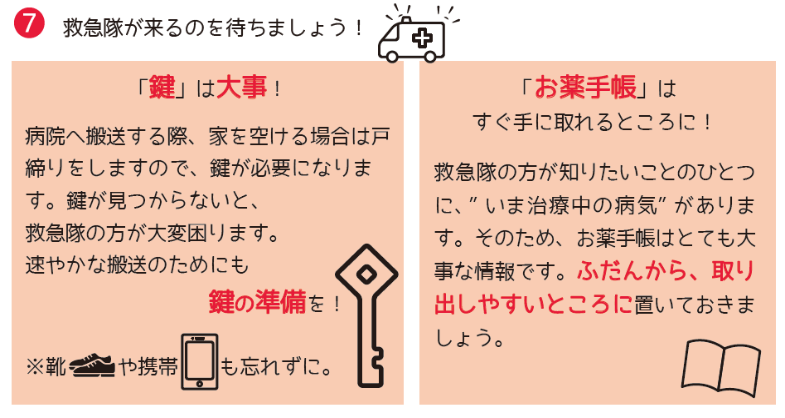 7 救急隊が来るのを待ちましょう！
「鍵」は大事！
病院へ搬送する際、家を空ける場合は戸
締りをしますので、鍵が必要になりま
す。鍵が見つからないと、
救急隊の方が大変困ります。
速やかな搬送のためにも
鍵の準備を！
※靴や携帯も忘れずに。
「お薬手帳」は
すぐ手に取れるところに！
救急隊の方が知りたいことのひとつ
に、”いま治療中の病気”がありま
す。そのため、お薬手帳はとても大
事な情報です。ふだんから、取り
出しやすいところに置いておきま
しょう。